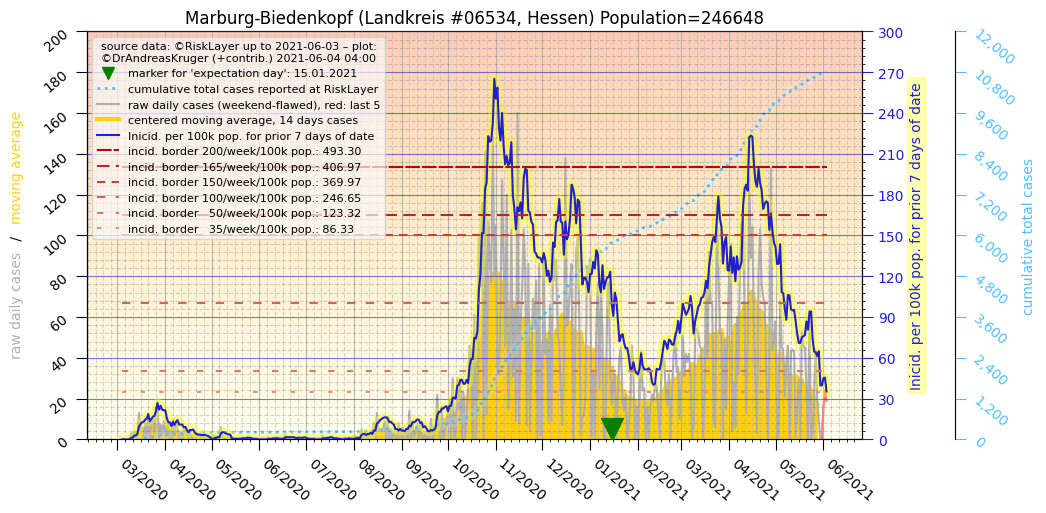 Marburg-Biedenkopf (Landkreis #06534, Hessen) Population=246648
source data: ©RiskLayer up to 2021-06-03 – plot:
©DrAndreasKruger (+contrib.) 2021-06-04 04:00
marker for 'expectation day': 15.01.2021
cumulative total cases reported at RiskLayer
raw daily cases (weekend-flawed), red: last 5
centered moving average, 14 days cases
Inicid. per 100k pop. for prior 7 days of date
incid. border 200/week/100k pop.: 493.30
incid. border 165/week/100k pop.: 406.97
incid. border 150/week/100k pop.: 369.97
incid. border 100/week/100k pop.: 246.65
incid. border 50/week/100k pop.: 123.32
incid. border 35/week/100k pop.: 86.33
raw daily cases / moving average
200
180
160
140
120
100
80
60
40
20
0
03/2020
04/2020
05/2020
06/2020
07/2020
08/2020
09/2020
10/2020
11/2020
12/2020
01/2021
02/2021
03/2021
04/2021
05/2021
06/2021
300
270
240
210
180
150
120
90
60
30
0
Inicid. per 100k pop. for prior 7 days of date
12,000
10,800
9,600
8,400
7,200
6,000
4,800
3,600
2,400
1,200
0
cumulative total cases